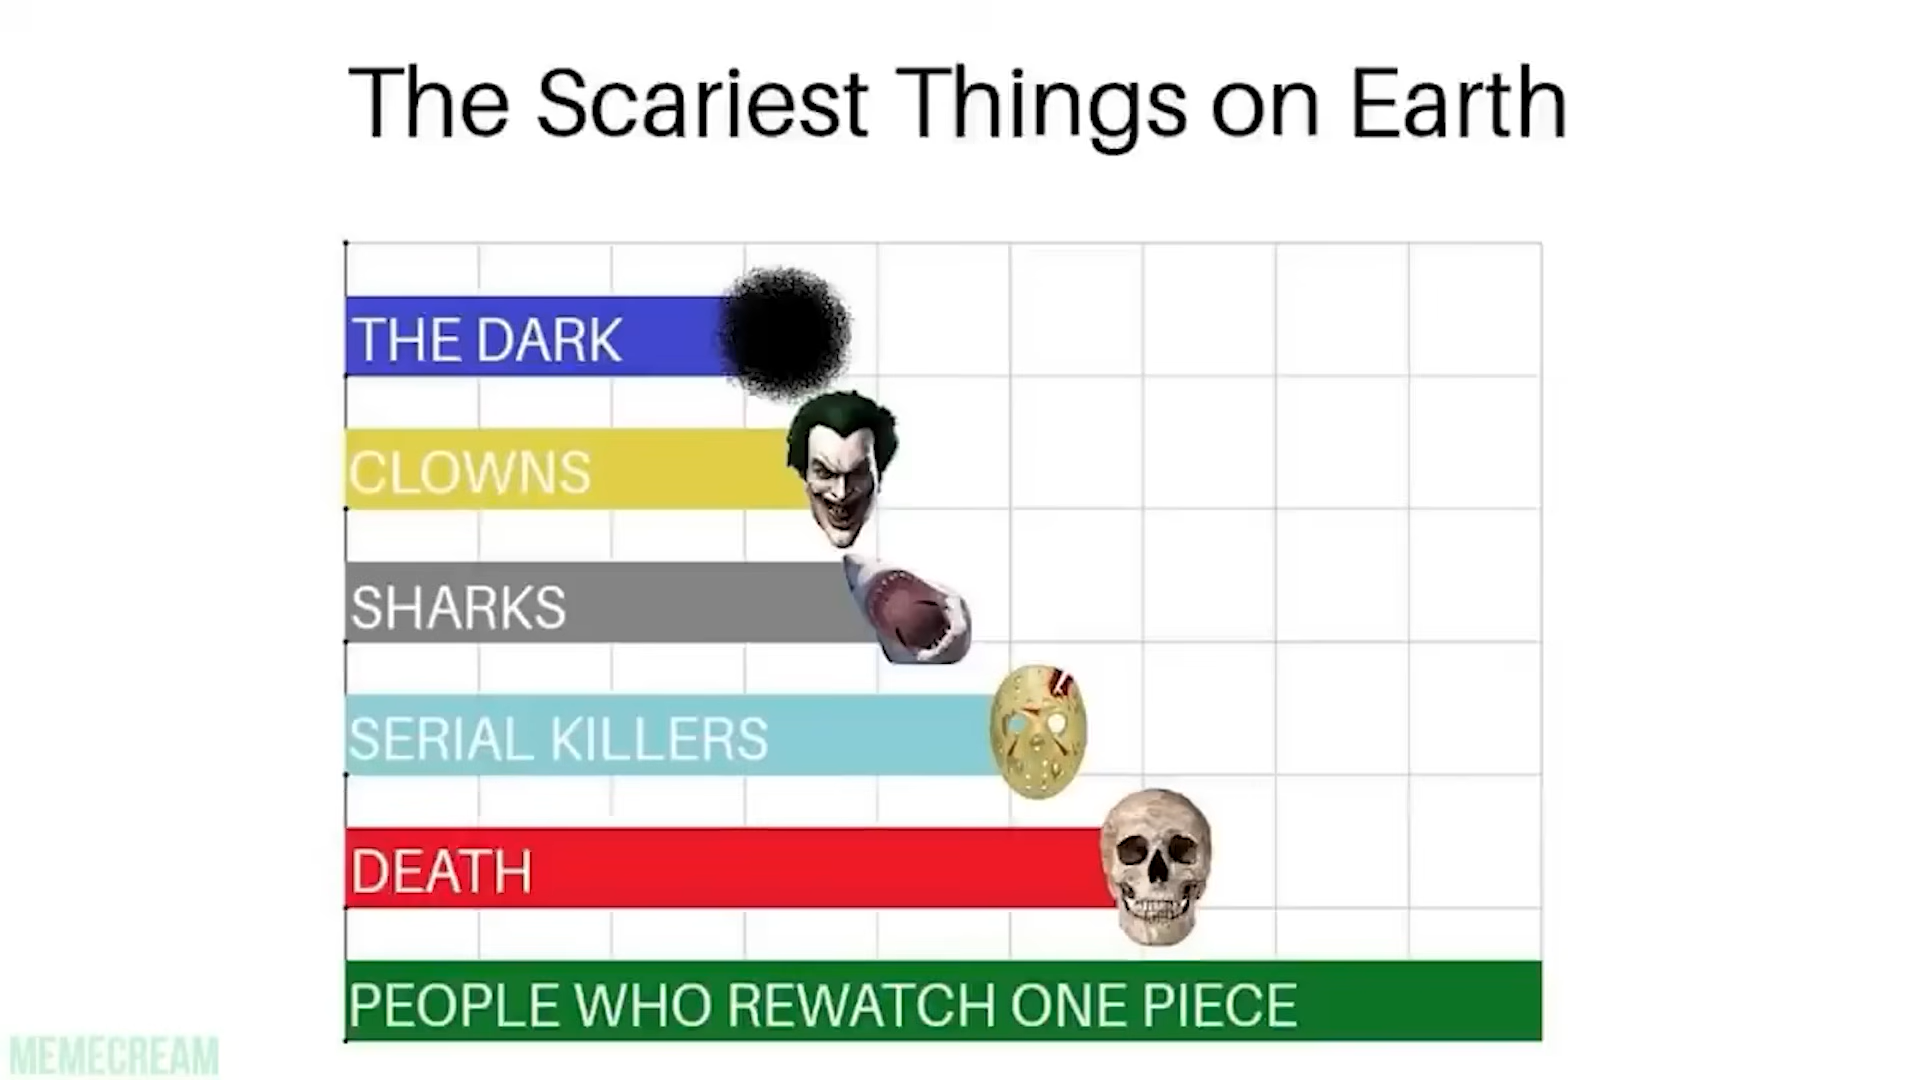 The Scariest Things on Earth
THE DARK
CLOWNS
SHARKS
SERIAL KILLERS
DEATH
PEOPLE WHO REWATCH ONE PIECE
MEMECREAM